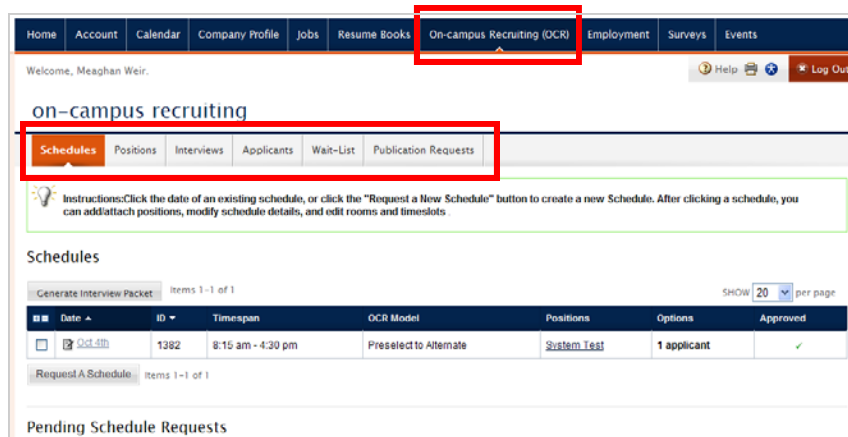 Home Account Calendar Company Profile Jobs Resume Books On-campus Recruiting (OCR) Employment Surveys Events
Welcome, Meaghan Weir.
Help Log Out
on-campus recruiting
Schedules Positions Interviews Applicants Wait-List Publication Requests
Instructions:Click the date of an existing schedule, or click the "Request a New Schedule" button to create a new Schedule. After clicking a schedule, you
can add/attach positions, modify schedule details, and edit rooms and timeslots .
Schedules
Generate Interview Packet Items 1-1 of 1 SHOW 20 per page
Date ID Timespan OCR Model Positions Options Approved
Oct 4th 1382 8:15 am - 4:30 pm Preselect to Alternate System Test 1 applicant ✓
Request A Schedule Items 1-1 of 1
Pending Schedule Requests